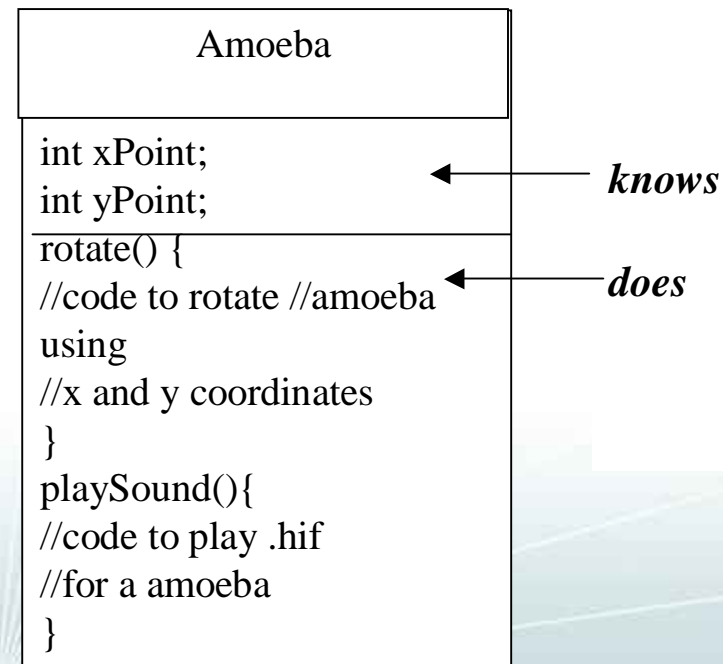 Amoeba
int xPoint;
int yPoint;
knows
rotate() {
//code to rotate //amoeba
using
//x and y coordinates
}
does
playSound(){
//code to play .hif
//for a amoeba
}